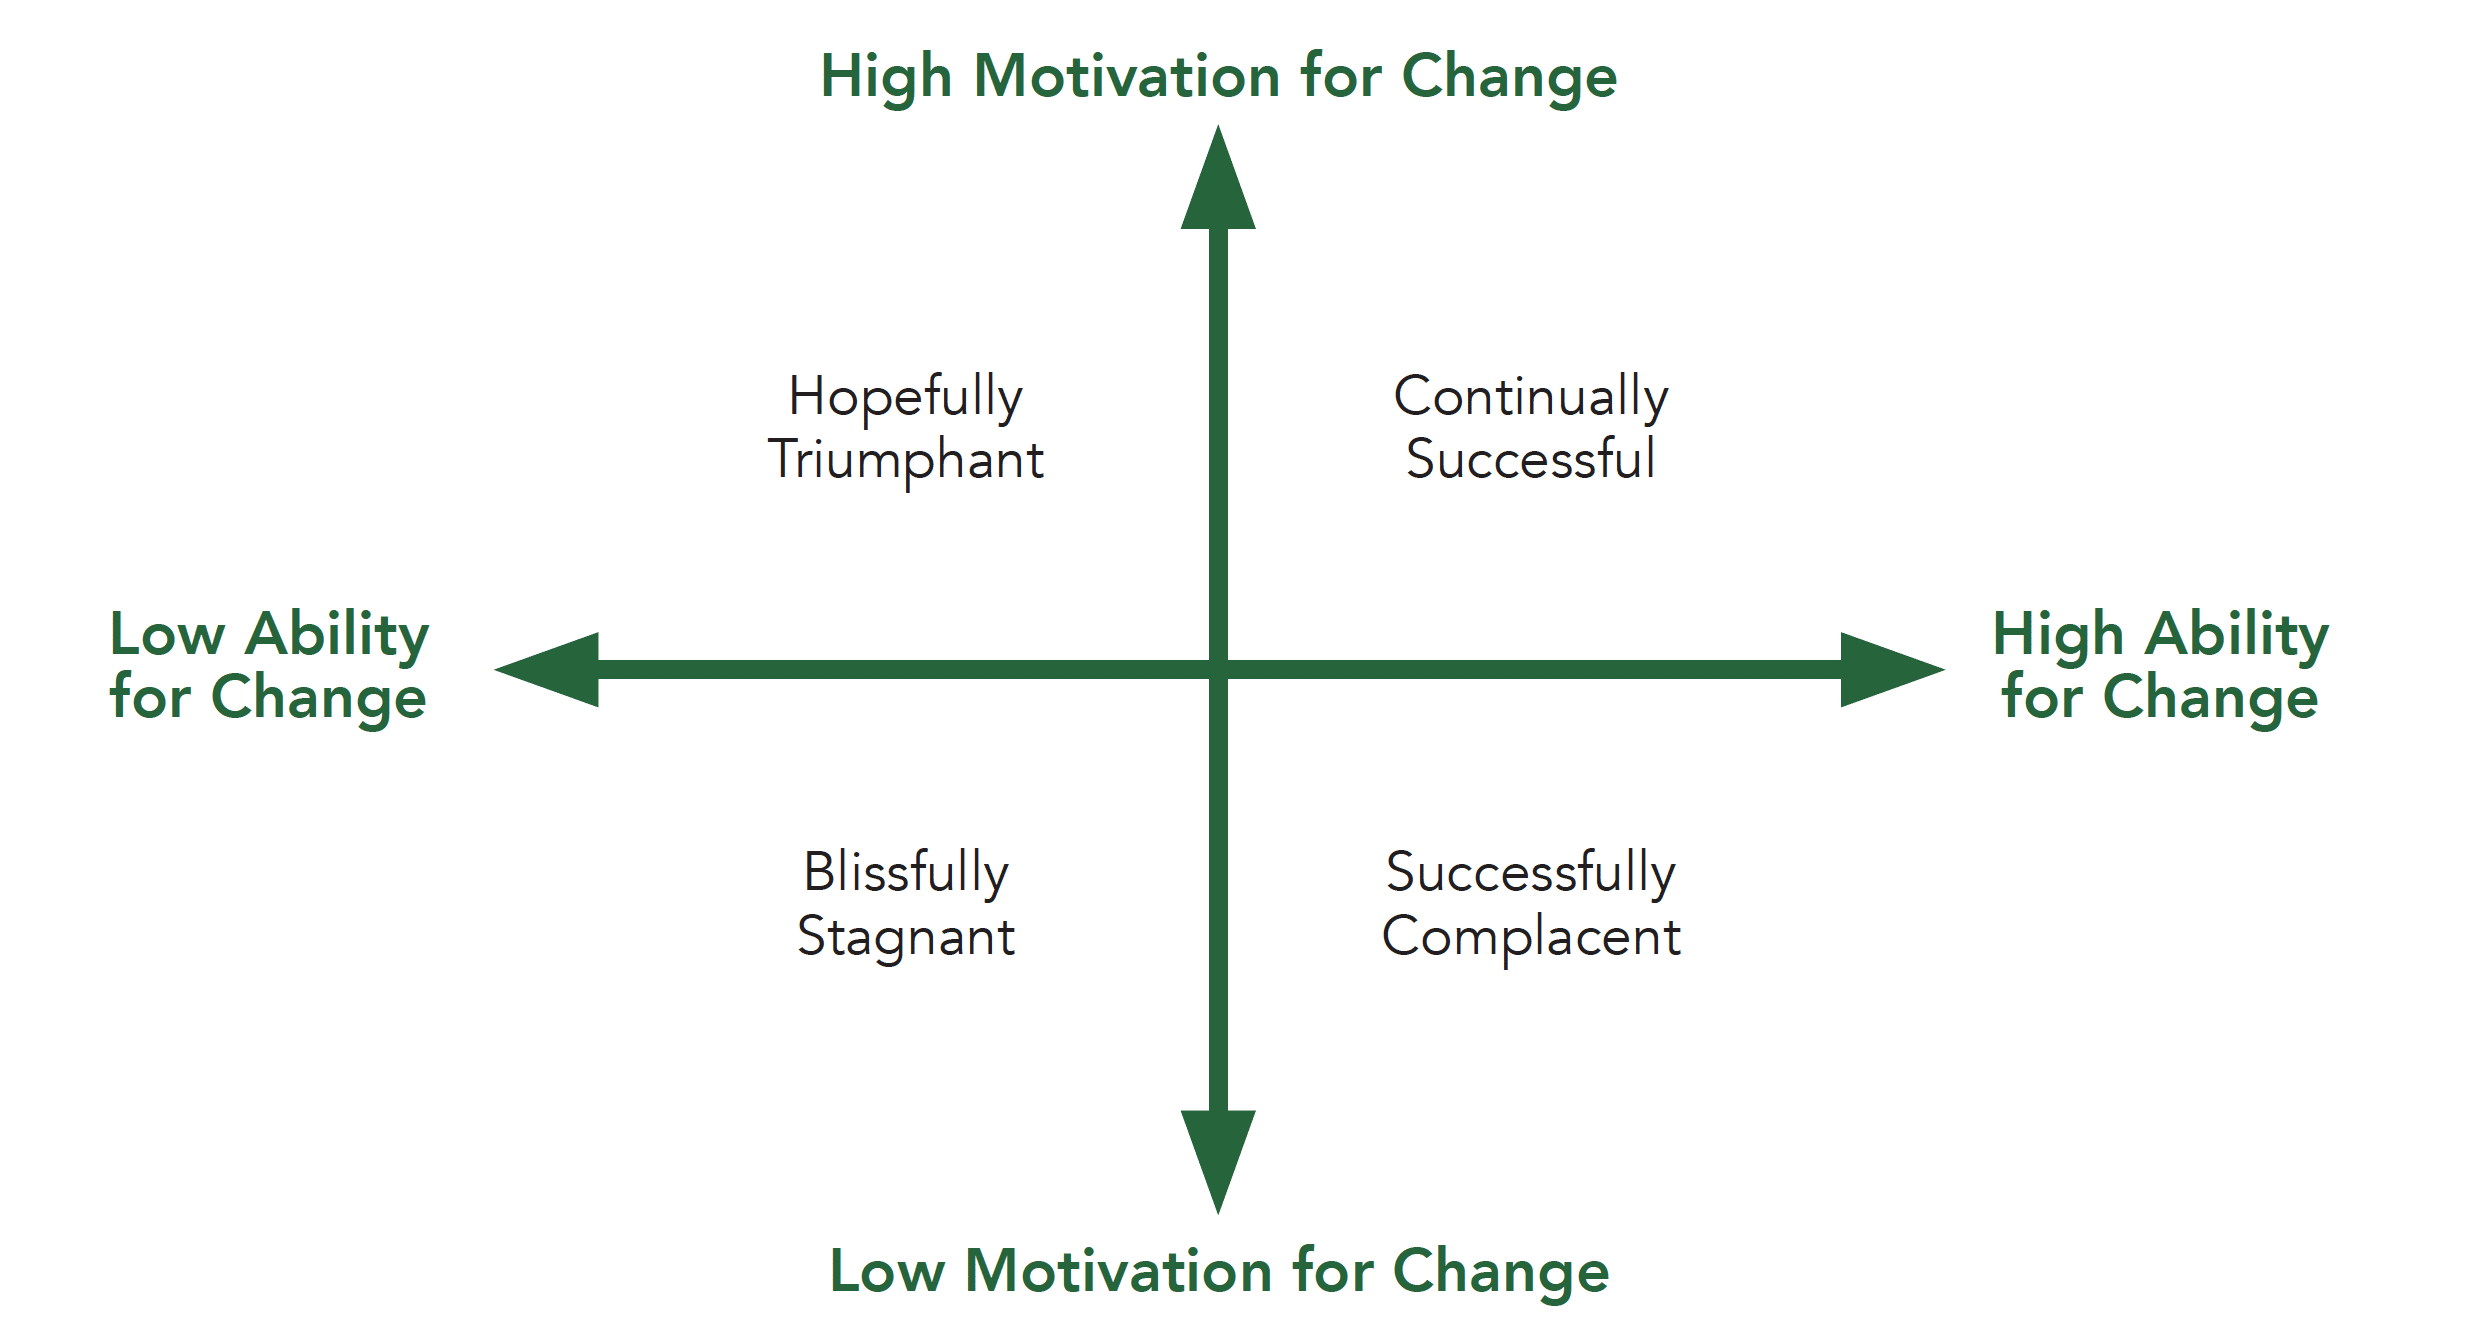 High Motivation for Change
Hopefully
Triumphant
Continually
Successful
Low Ability
for Change
High Ability
for Change
Blissfully
Stagnant
Successfully
Complacent
Low Motivation for Change